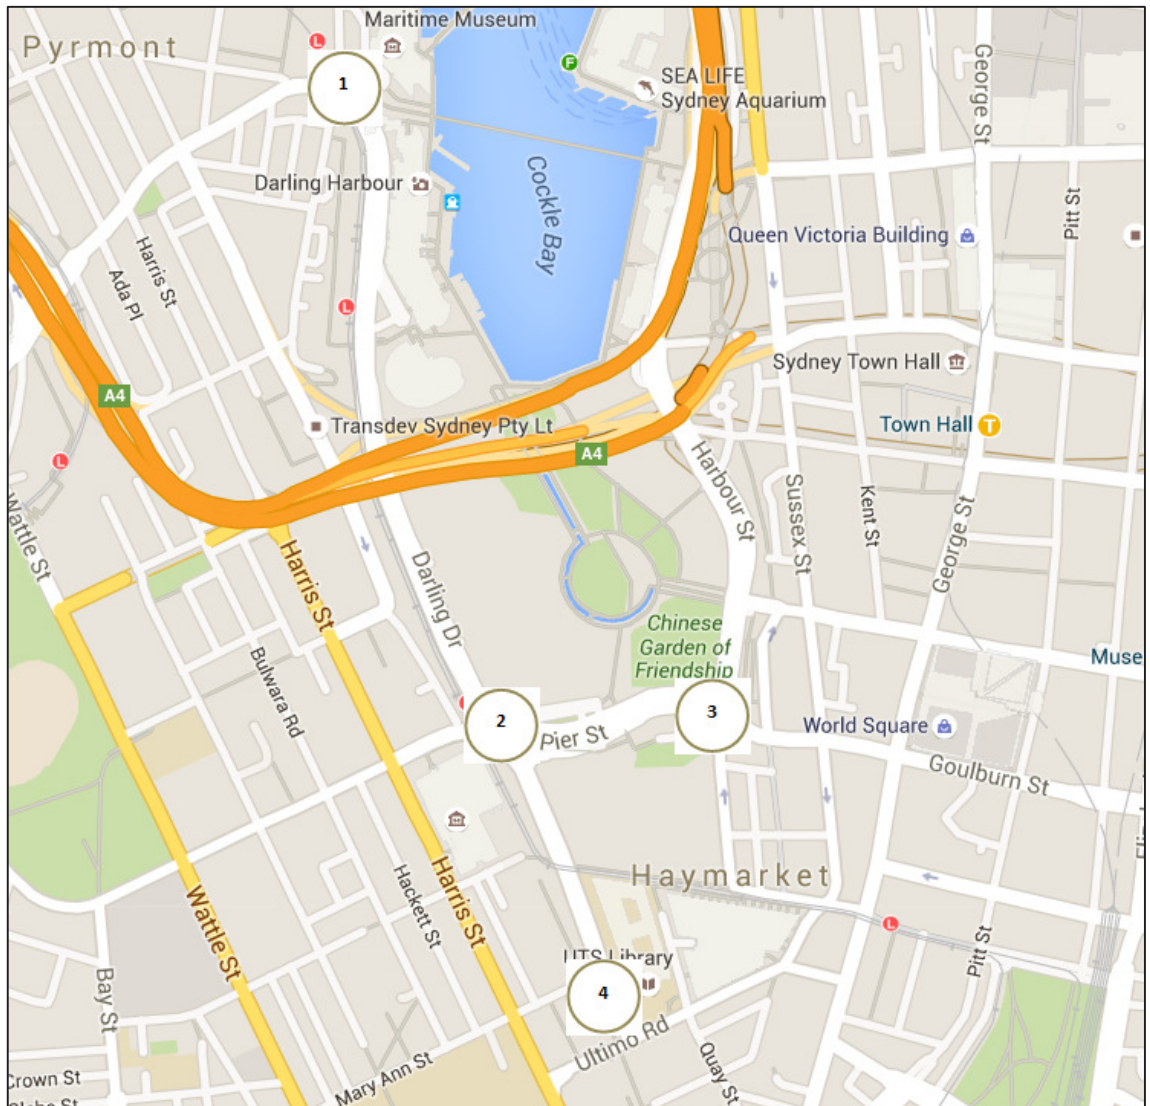 Maritime Museum
Pyrmont
L
F
1
SEA LIFE
Sydney Aquarium
George St
Cockle Bay
Darling Harbour
Pitt St
Queen Victoria Building
Harris St
Ada Pl
L
Sydney Town Hall
A4
Transdev Sydney Pty Lt
Town Hall
T
A4
L
Harbour St
Sussex St
Kent St
George St
Wattle St
Harris St
Darling Dr
Chinese
Garden of
Friendship
Muse
Bulwara Rd
2
3
Pier St
World Square
Goulburn St
Haymarket
Harris St
Hackett St
Wattle St
L
Pitt St
UTS Library
4
Bay St
Ultimo Rd
Quay St
Mary Ann St
Crown St